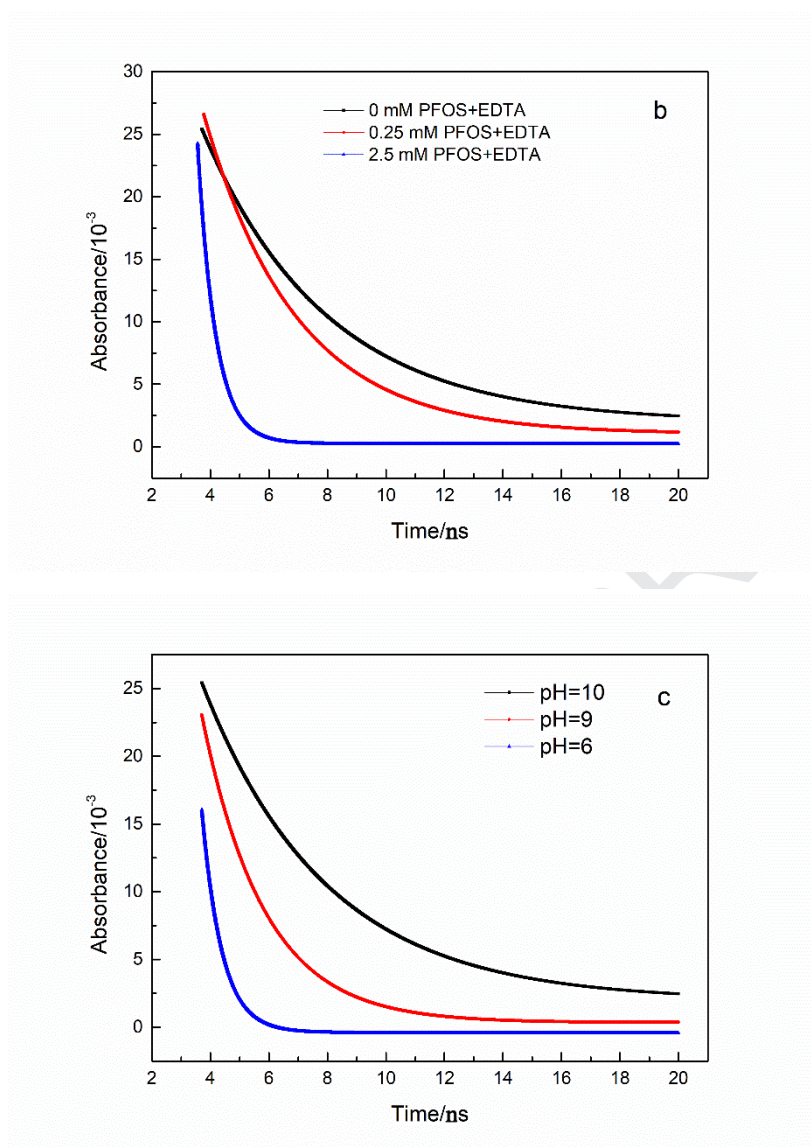 b
0 mM PFOS+EDTA
0.25 mM PFOS+EDTA
2.5 mM PFOS+EDTA
30
25
20
15
10
5
0
Absorbance/10⁻³
2 4 6 8 10 12 14 16 18 20
Time/ns
c
pH=10
pH=9
pH=6
25
20
15
10
5
0
Absorbance/10⁻³
2 4 6 8 10 12 14 16 18 20
Time/ns